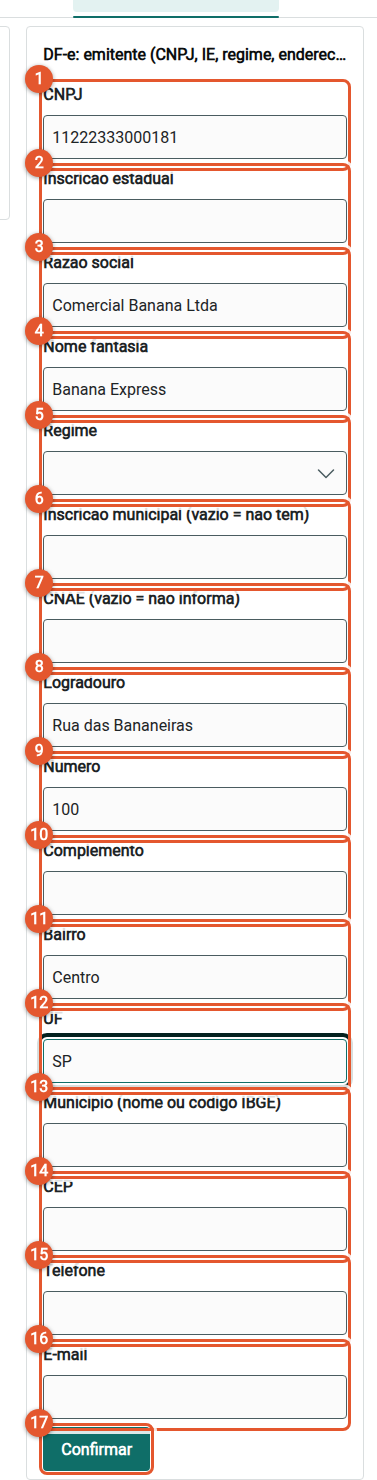 DF-e: emitente (CNPJ, IE, regime, enderec...
1
CNPJ
11222333000181
2
Inscricao estadual
3
Razao social
Comercial Banana Ltda
4
Nome fantasia
Banana Express
5
Regime
6
Inscricao municipal (vazio = nao tem)
7
CNAE (vazio = nao informa)
8
Logradouro
Rua das Bananeiras
9
Numero
100
10
Complemento
11
Bairro
Centro
12
UF
SP
13
Municipio (nome ou codigo IBGE)
14
CEP
15
Telefone
16
E-mail
17
Confirmar